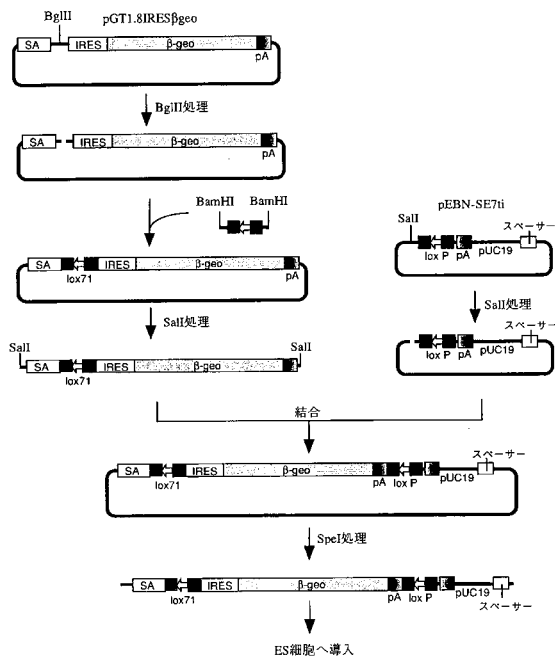 pGT1.8IRESβgeo
BglII
SA
IRES
β-geo
pA
BglII処理
SA
IRES
β-geo
pA
BamHI
BamHI
pEBN-SE7ti
SalI
スペーサー
lox P
pA
pUC19
SA
IRES
β-geo
lox71
pA
SalI処理
SalI処理
スペーサー
SalI
SalI
SA
IRES
β-geo
lox71
lox P
pA
pUC19
結合
スペーサー
SA
IRES
β-geo
lox71
pA
lox P
pUC19
SpeI処理
SA
IRES
β-geo
lox71
pA
lox P
pUC19
スペーサー
ES細胞へ導入